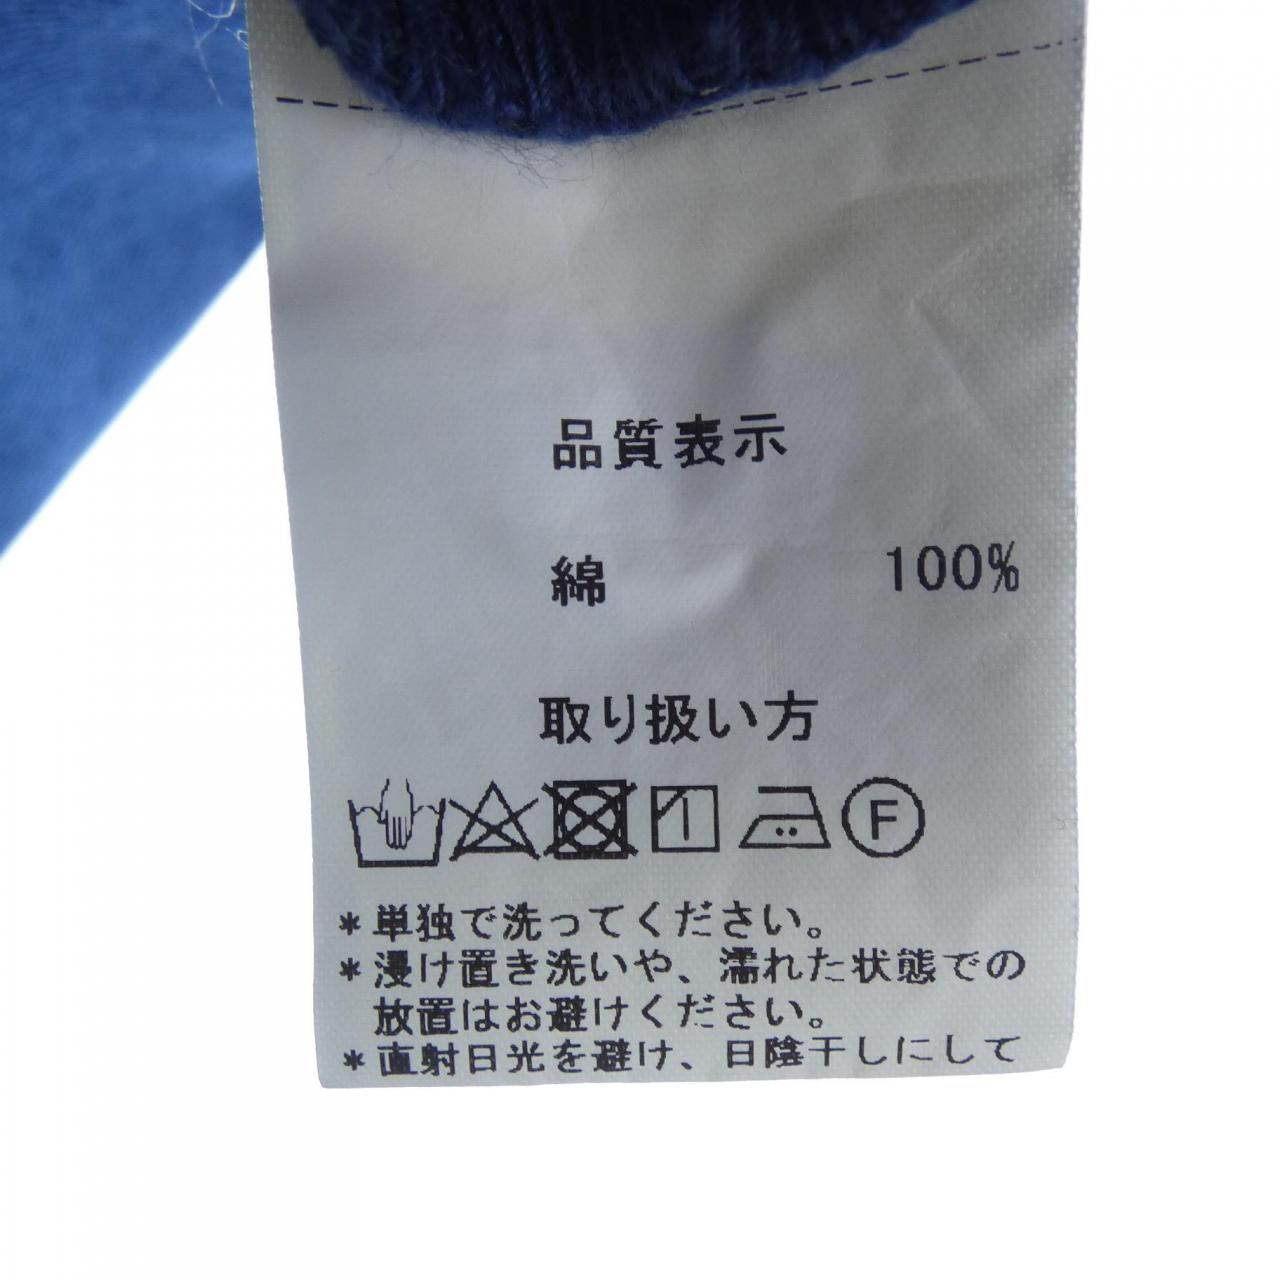 品質表示
綿 100%
取り扱い方
F
*単独で洗ってください。
*浸け置き洗いや、濡れた状態での
放置はお避けください。
*直射日光を避け、日陰干しにして